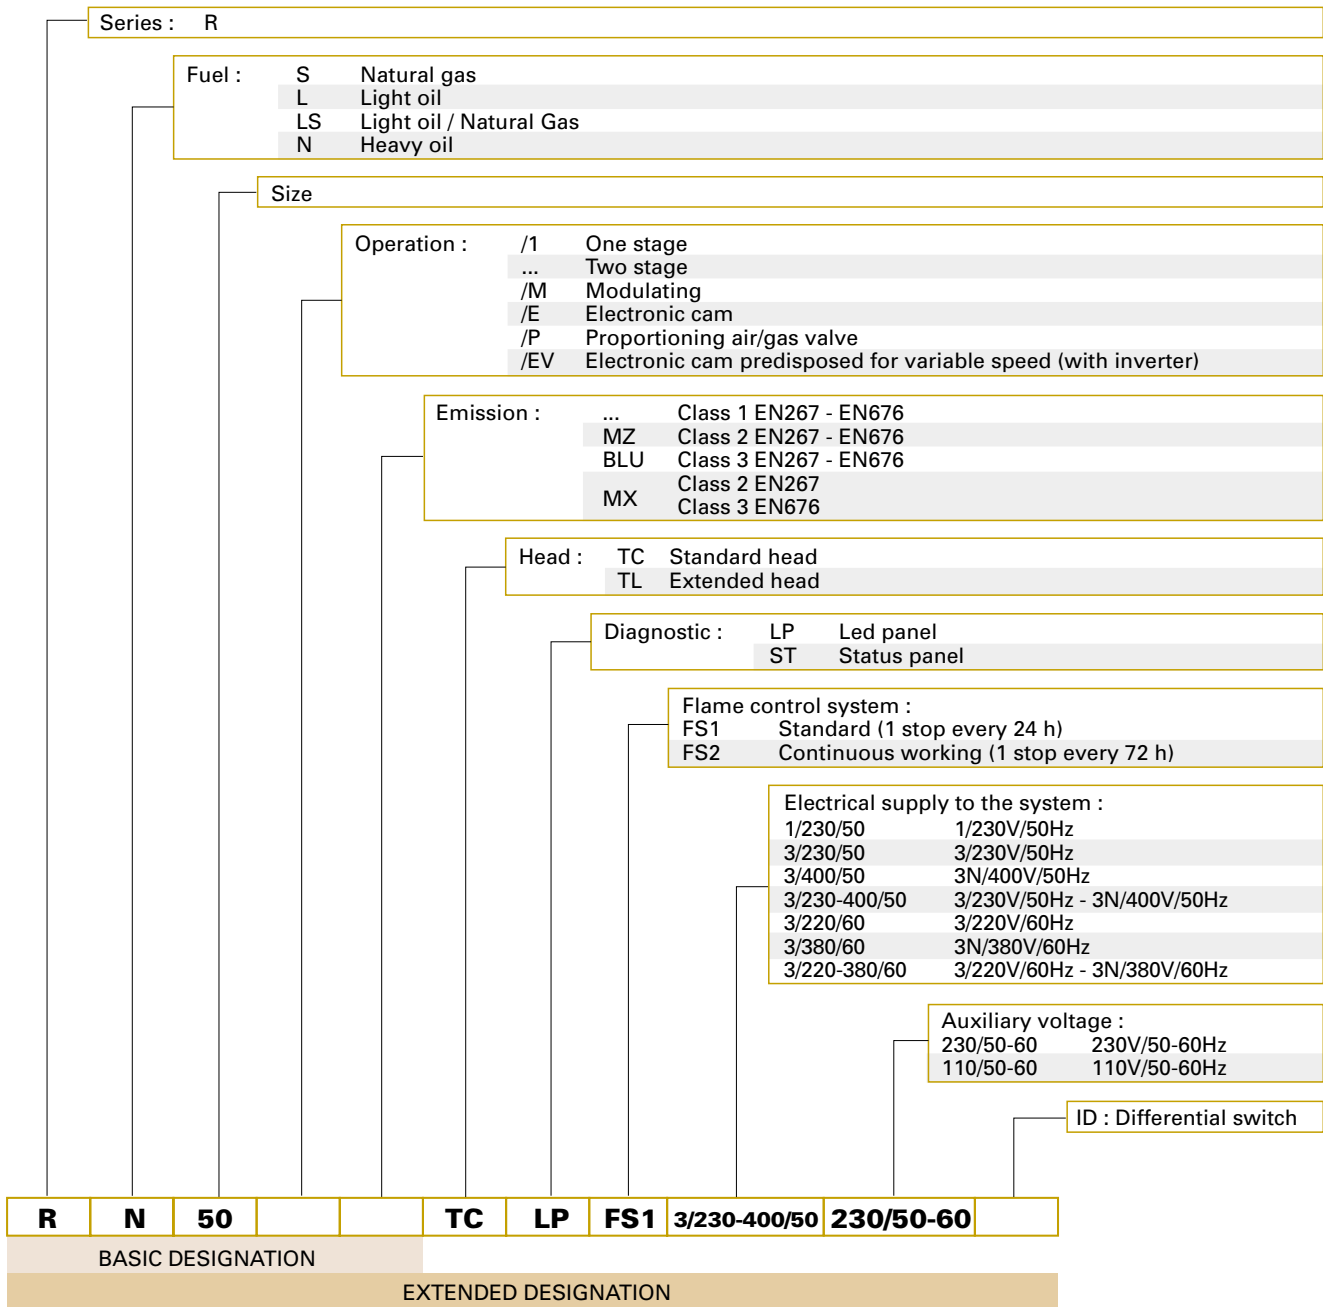 Series : R
Fuel : S Natural gas
L Light oil
LS Light oil / Natural Gas
N Heavy oil
Size
Operation : /1 One stage
... Two stage
/M Modulating
/E Electronic cam
/P Proportioning air/gas valve
/EV Electronic cam predisposed for variable speed (with inverter)
Emission : ... Class 1 EN267 - EN676
MZ Class 2 EN267 - EN676
BLU Class 3 EN267 - EN676
MX Class 2 EN267
Class 3 EN676
Head : TC Standard head
TL Extended head
Diagnostic : LP Led panel
ST Status panel
Flame control system :
FS1 Standard (1 stop every 24 h)
FS2 Continuous working (1 stop every 72 h)
Electrical supply to the system :
1/230/50 1/230V/50Hz
3/230/50 3/230V/50Hz
3/400/50 3N/400V/50Hz
3/230-400/50 3/230V/50Hz - 3N/400V/50Hz
3/220/60 3/220V/60Hz
3/380/60 3N/380V/60Hz
3/220-380/60 3/220V/60Hz - 3N/380V/60Hz
Auxiliary voltage :
230/50-60 230V/50-60Hz
110/50-60 110V/50-60Hz
ID : Differential switch
R N 50 TC LP FS1 3/230-400/50 230/50-60
BASIC DESIGNATION
EXTENDED DESIGNATION